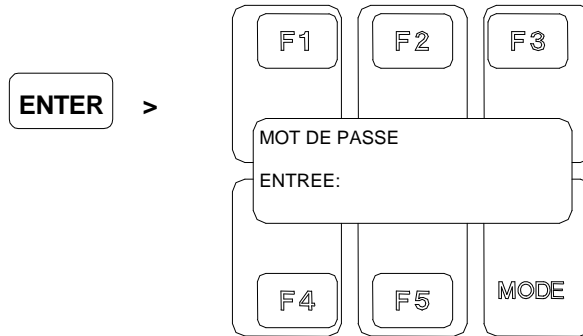 F1 F2 F3
ENTER >
MOT DE PASSE
ENTREE:
F4 F5 MODE